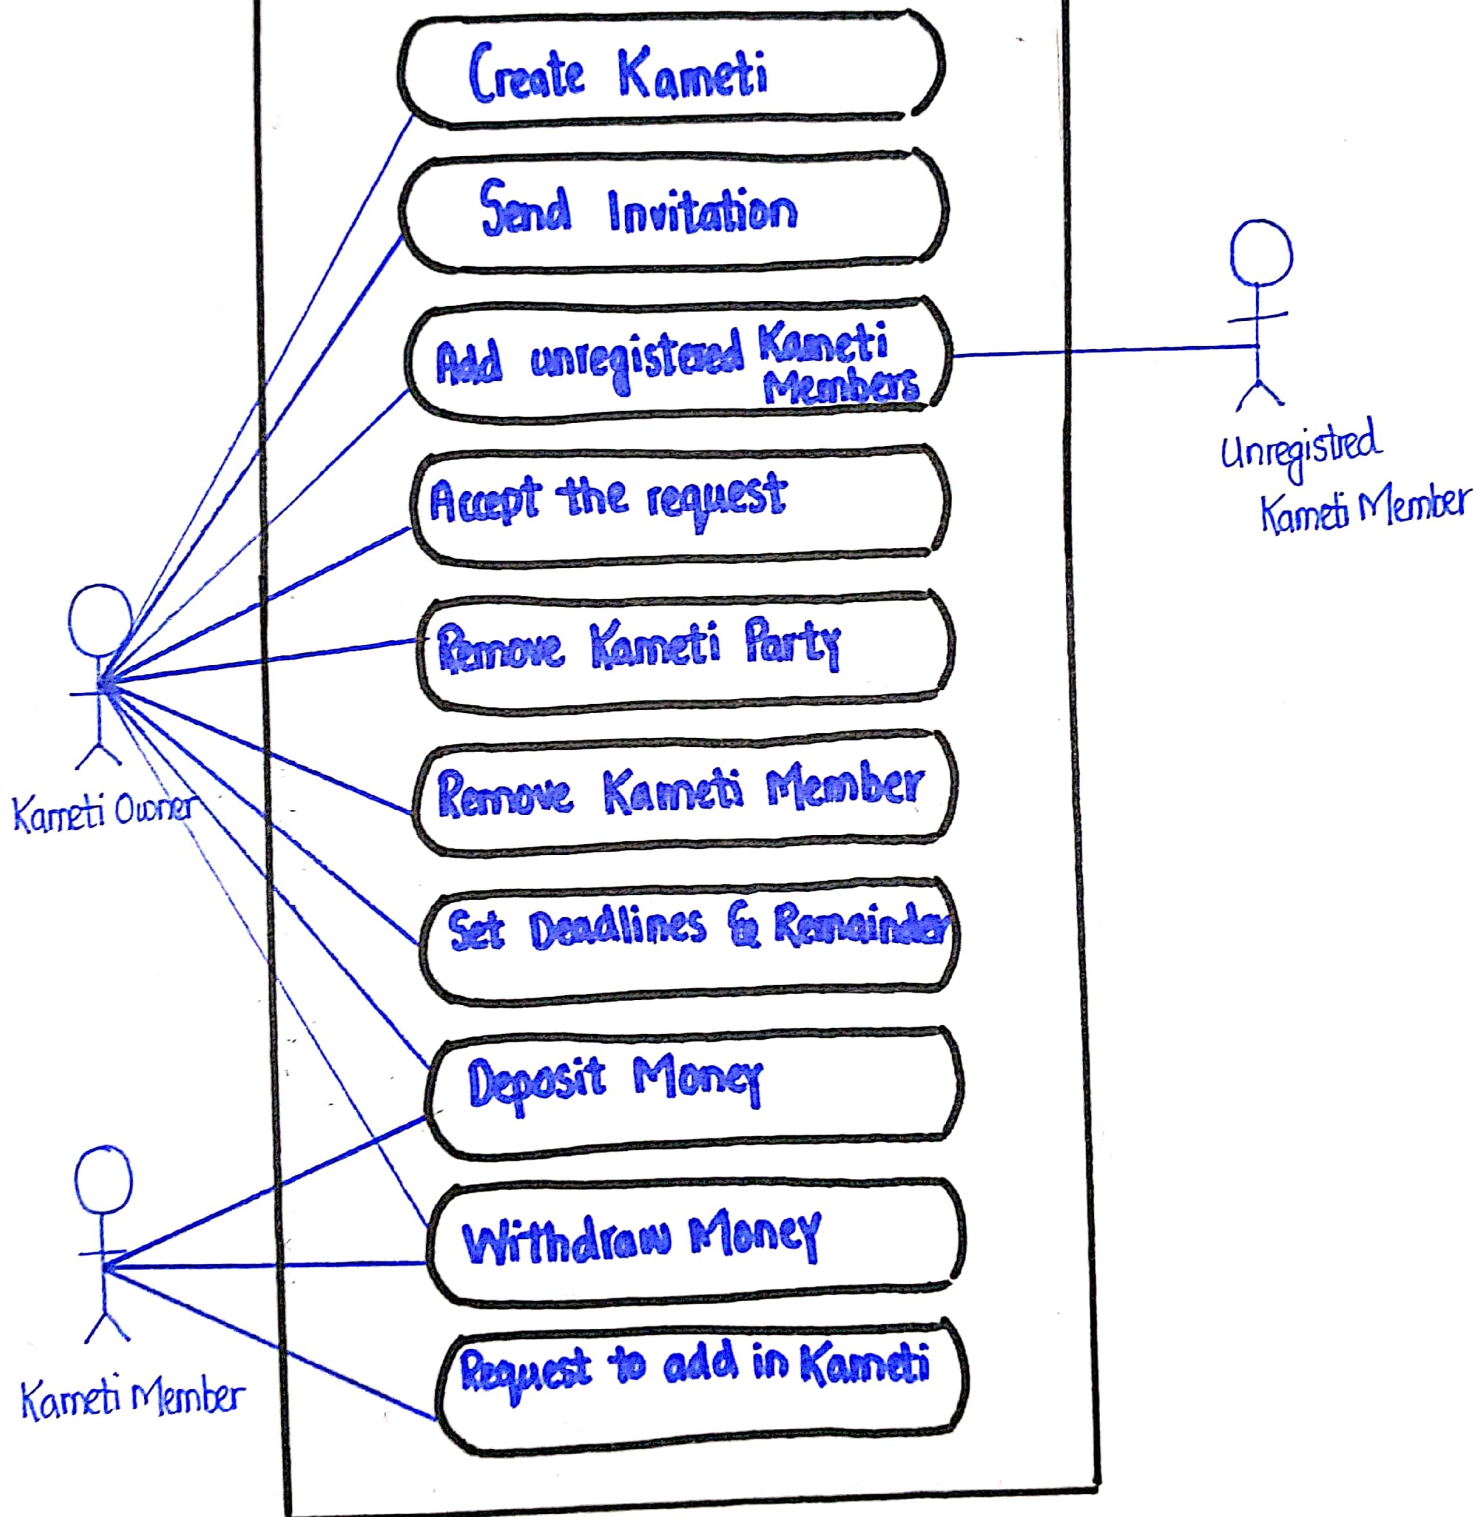 Create Kameti
Send Invitation
Add unregistered Kameti
Members
Accept the request
Remove Kameti Party
Remove Kameti Member
Set Deadlines & Remainder
Deposit Money
Withdraw Money
Request to add in Kameti
Kameti Owner
Kameti Member
Unregistred
Kameti Member